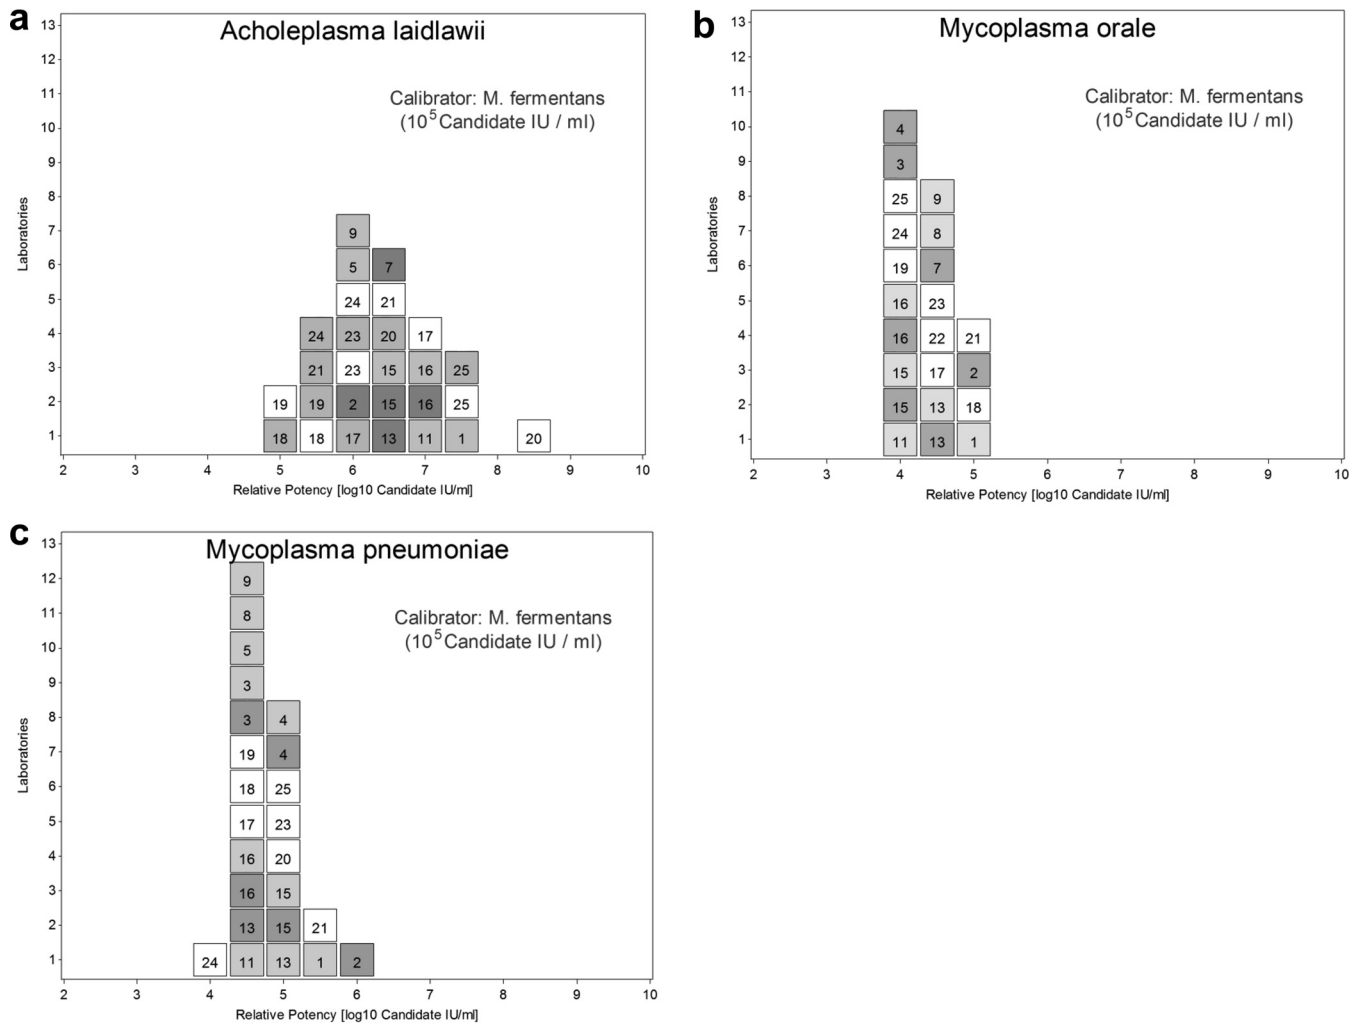 a
Acholeplasma laidlawii
Calibrator: M. fermentans
(10⁵ Candidate IU / ml)
Laboratories
13
12
11
10
9
8
7
6
5
4
3
2
1
9
5 7
24 21
24 23 20 17
21 23 15 16 25
19 19 2 15 16 25
18 18 17 13 11 1 20
2 3 4 5 6 7 8 9 10
Relative Potency [log10 Candidate IU/ml]
b
Mycoplasma orale
Calibrator: M. fermentans
(10⁵ Candidate IU / ml)
Laboratories
13
12
11
10
9
8
7
6
5
4
3
2
1
4
3
25 9
24 8
19 7
16 23
16 22 21
15 17 2
15 13 18
11 13 1
2 3 4 5 6 7 8 9 10
Relative Potency [log10 Candidate IU/ml]
c
Mycoplasma pneumoniae
Calibrator: M. fermentans
(10⁵ Candidate IU / ml)
Laboratories
13
12
11
10
9
8
7
6
5
4
3
2
1
9
8
5
3
3 4
19 4
18 25
17 23
16 20
16 15
13 15 21
24 11 13 1 2
2 3 4 5 6 7 8 9 10
Relative Potency [log10 Candidate IU/ml]